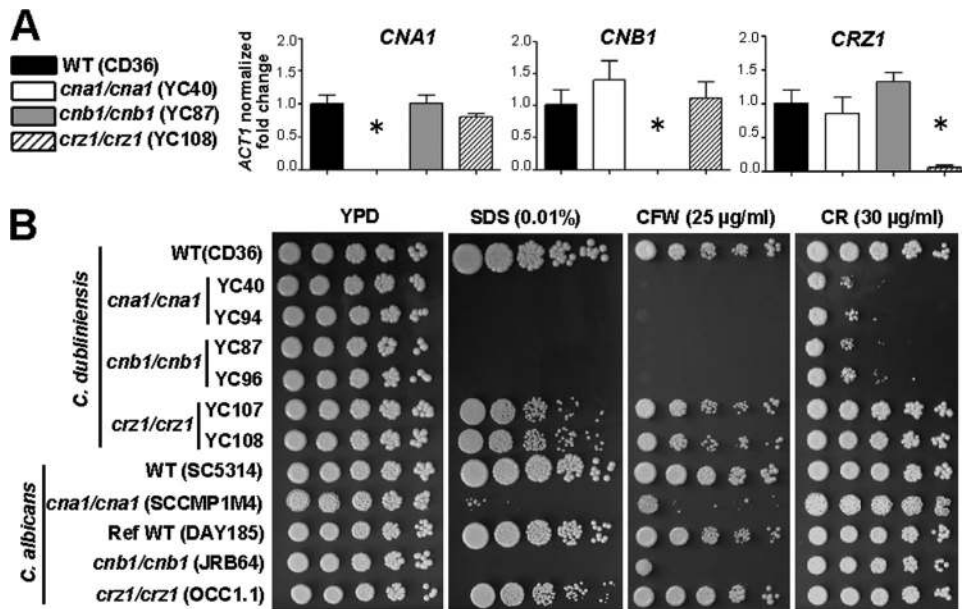 A
WT (CD36)
cna1/cna1 (YC40)
cnb1/cnb1 (YC87)
crz1/crz1 (YC108)
ACT1 normalized
fold change
CNA1
2.0
1.5
1.0
0.5
0.0
*
CNB1
2.0
1.5
1.0
0.5
0.0
*
CRZ1
2.0
1.5
1.0
0.5
0.0
*
B
YPD
SDS (0.01%)
CFW (25 µg/ml)
CR (30 µg/ml)
C. dubliniensis
WT(CD36)
cna1/cna1
YC40
YC94
cnb1/cnb1
YC87
YC96
crz1/crz1
YC107
YC108
C. albicans
WT (SC5314)
cna1/cna1 (SCCMP1M4)
Ref WT (DAY185)
cnb1/cnb1 (JRB64)
crz1/crz1 (OCC1.1)